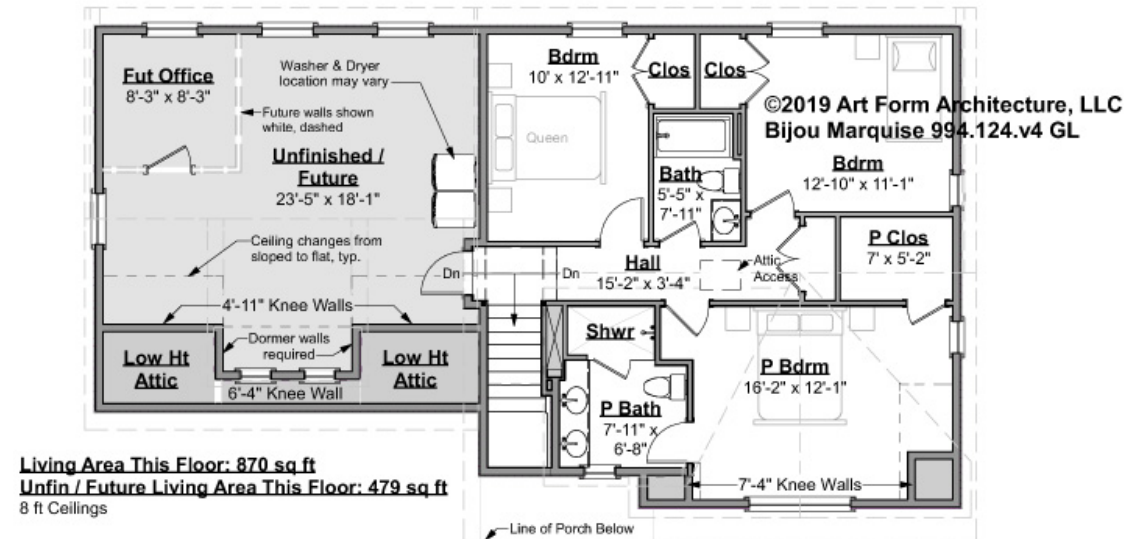 Fut Office
8'-3" x 8'-3"
Washer & Dryer
location may vary
Future walls shown
white, dashed
Unfinished /
Future
23'-5" x 18'-1"
Ceiling changes from
sloped to flat, typ.
4'-11" Knee Walls
Dormer walls
required
Low Ht
Attic
Low Ht
Attic
6'-4" Knee Wall
Bdrm
10' x 12'-11"
Queen
Clos
Clos
©2019 Art Form Architecture, LLC
Bijou Marquise 994.124.v4 GL
Bdrm
12'-10" x 11'-1"
Bath
5'-5" x
7'-11"
P Clos
7' x 5'-2"
Dn
Dn
Hall
15'-2" x 3'-4"
Attic
Access
Shwr
P Bdrm
16'-2" x 12'-1"
P Bath
7'-11" x
6'-8"
7'-4" Knee Walls
Living Area This Floor: 870 sq ft
Unfin / Future Living Area This Floor: 479 sq ft
8 ft Ceilings
Line of Porch Below